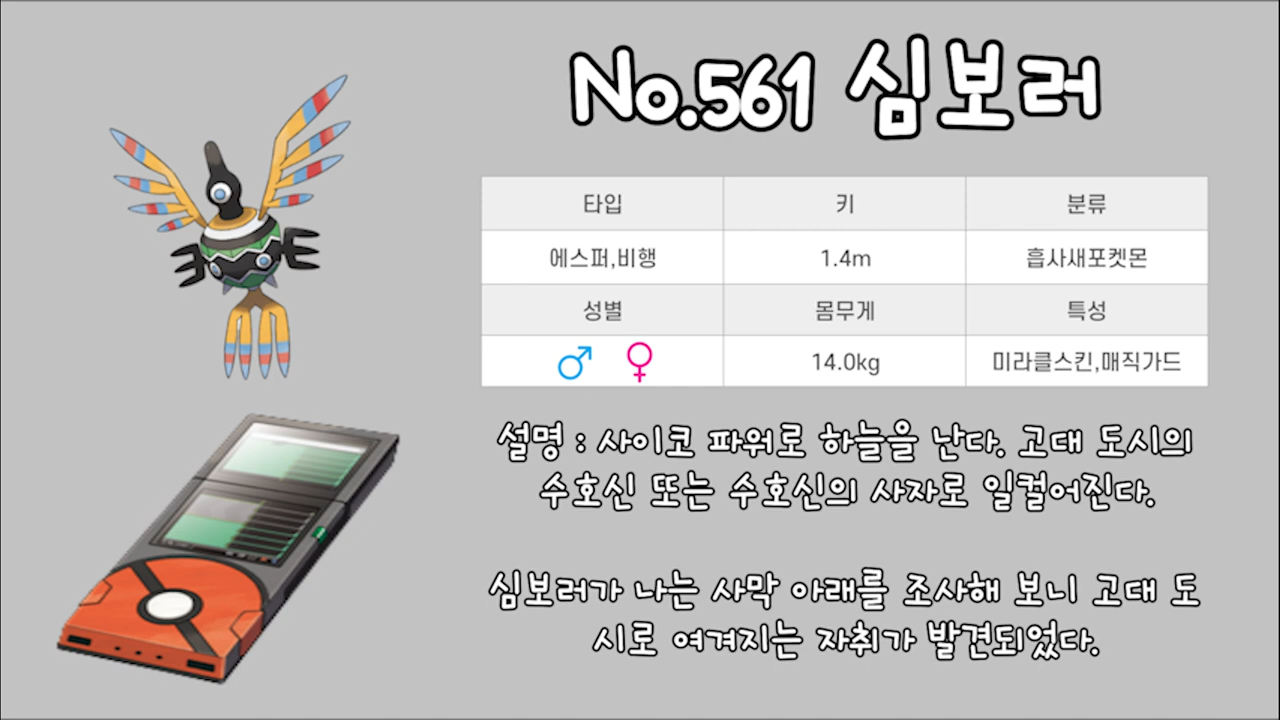 No.561 심보러
타입 키 분류
에스퍼,비행 1.4m 흡사새포켓몬
성별 몸무게 특성
♂ ♀ 14.0kg 미라클스킨,매직가드
설명 : 사이코 파워로 하늘을 난다. 고대 도시의
수호신 또는 수호신의 사자로 일컬어진다.
심보러가 나는 사막 아래를 조사해 보니 고대 도
시로 여겨지는 자취가 발견되었다.